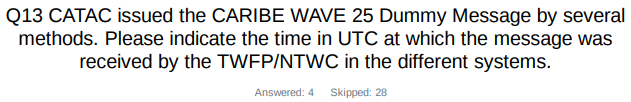 Q13 CATAC issued the CARIBE WAVE 25 Dummy Message by several
methods. Please indicate the time in UTC at which the message was
received by the TWFP/NTWC in the different systems.
Answered: 4 Skipped: 28